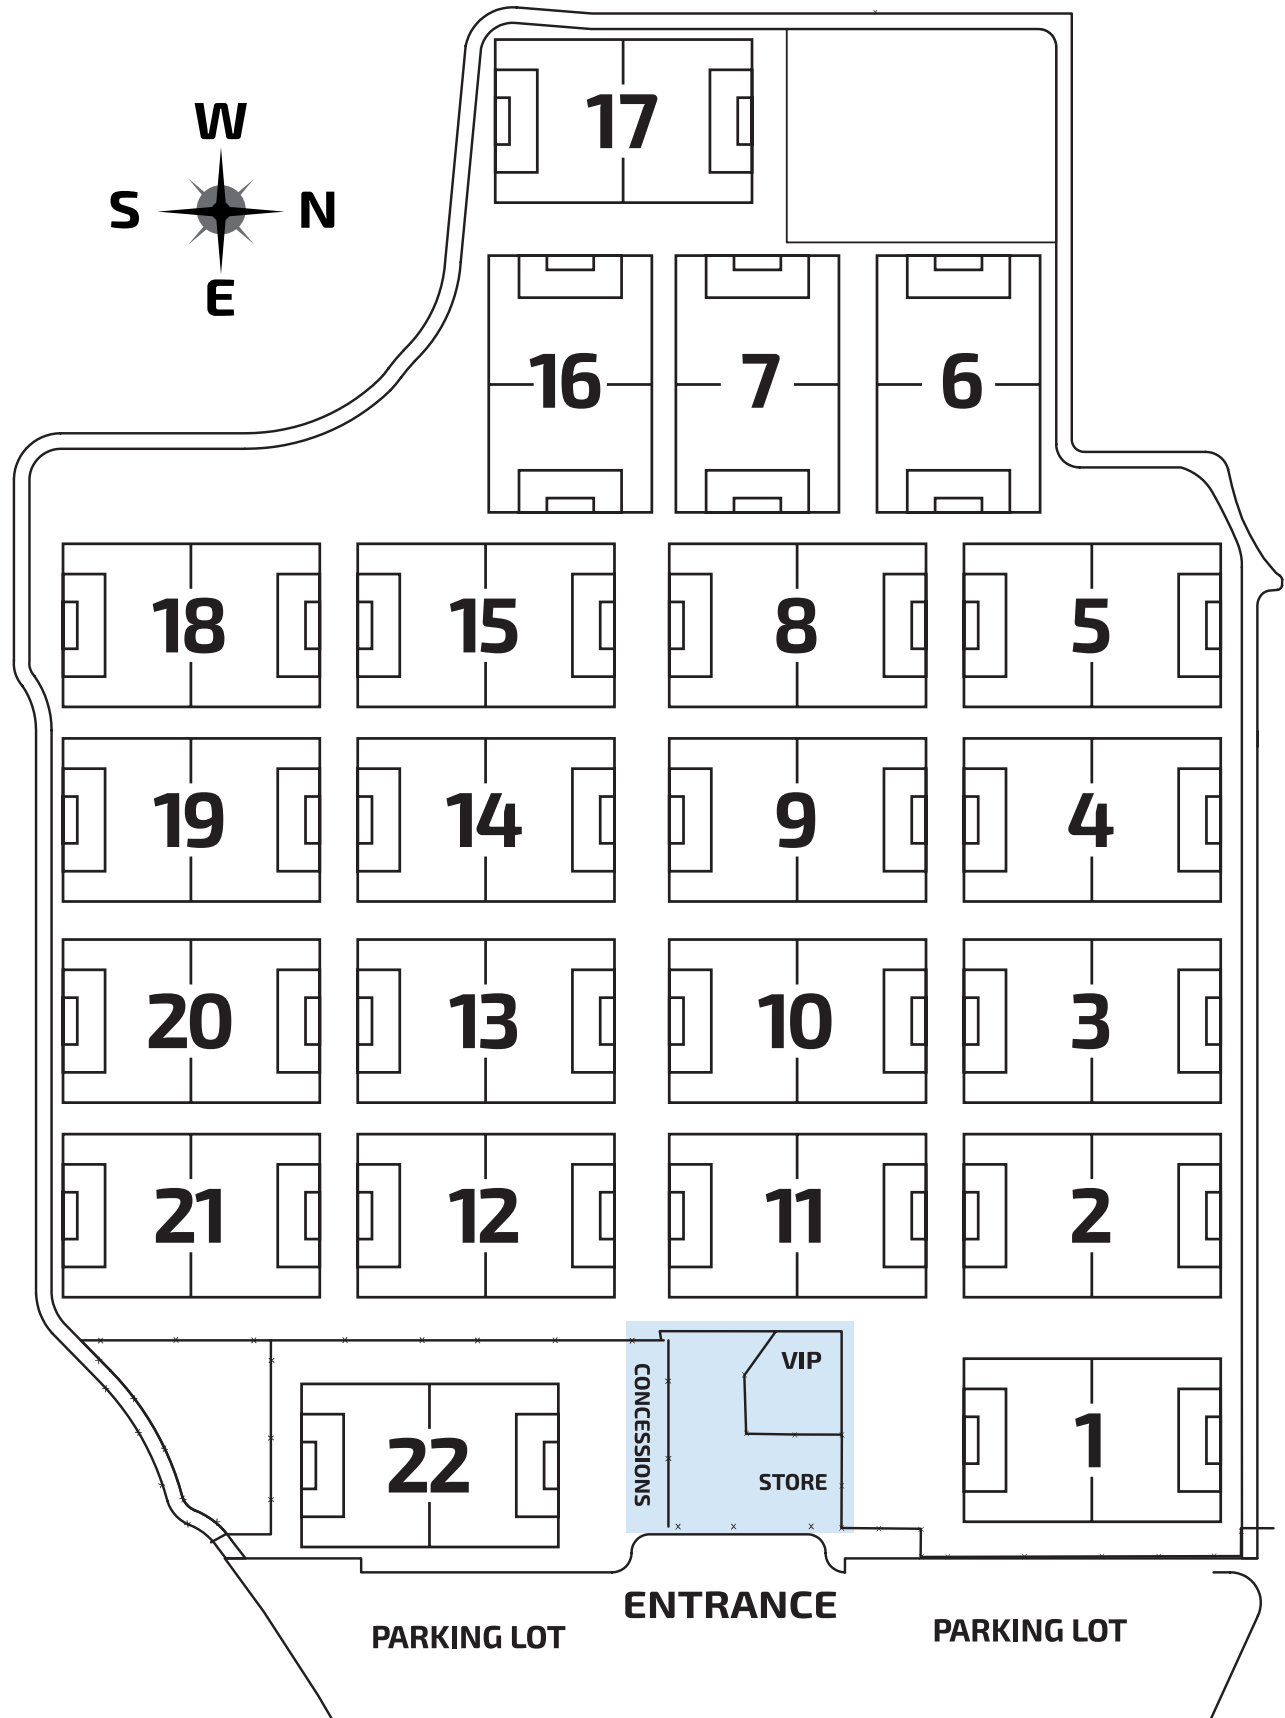 17
W
S N
E
16 7 6
18 15 8 5
19 14 9 4
20 13 10 3
21 12 11 2
VIP
CONCESSIONS
1
22
STORE
ENTRANCE
PARKING LOT
PARKING LOT